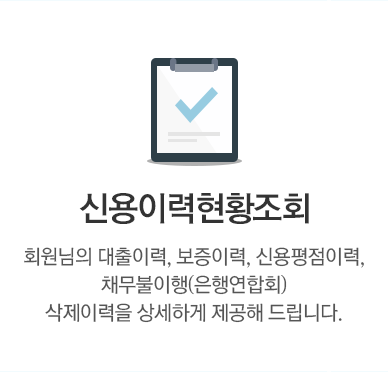 신용이력현황조회
회원님의 대출이력, 보증이력, 신용평점이력,
채무불이행(은행연합회)
삭제이력을 상세하게 제공해 드립니다.